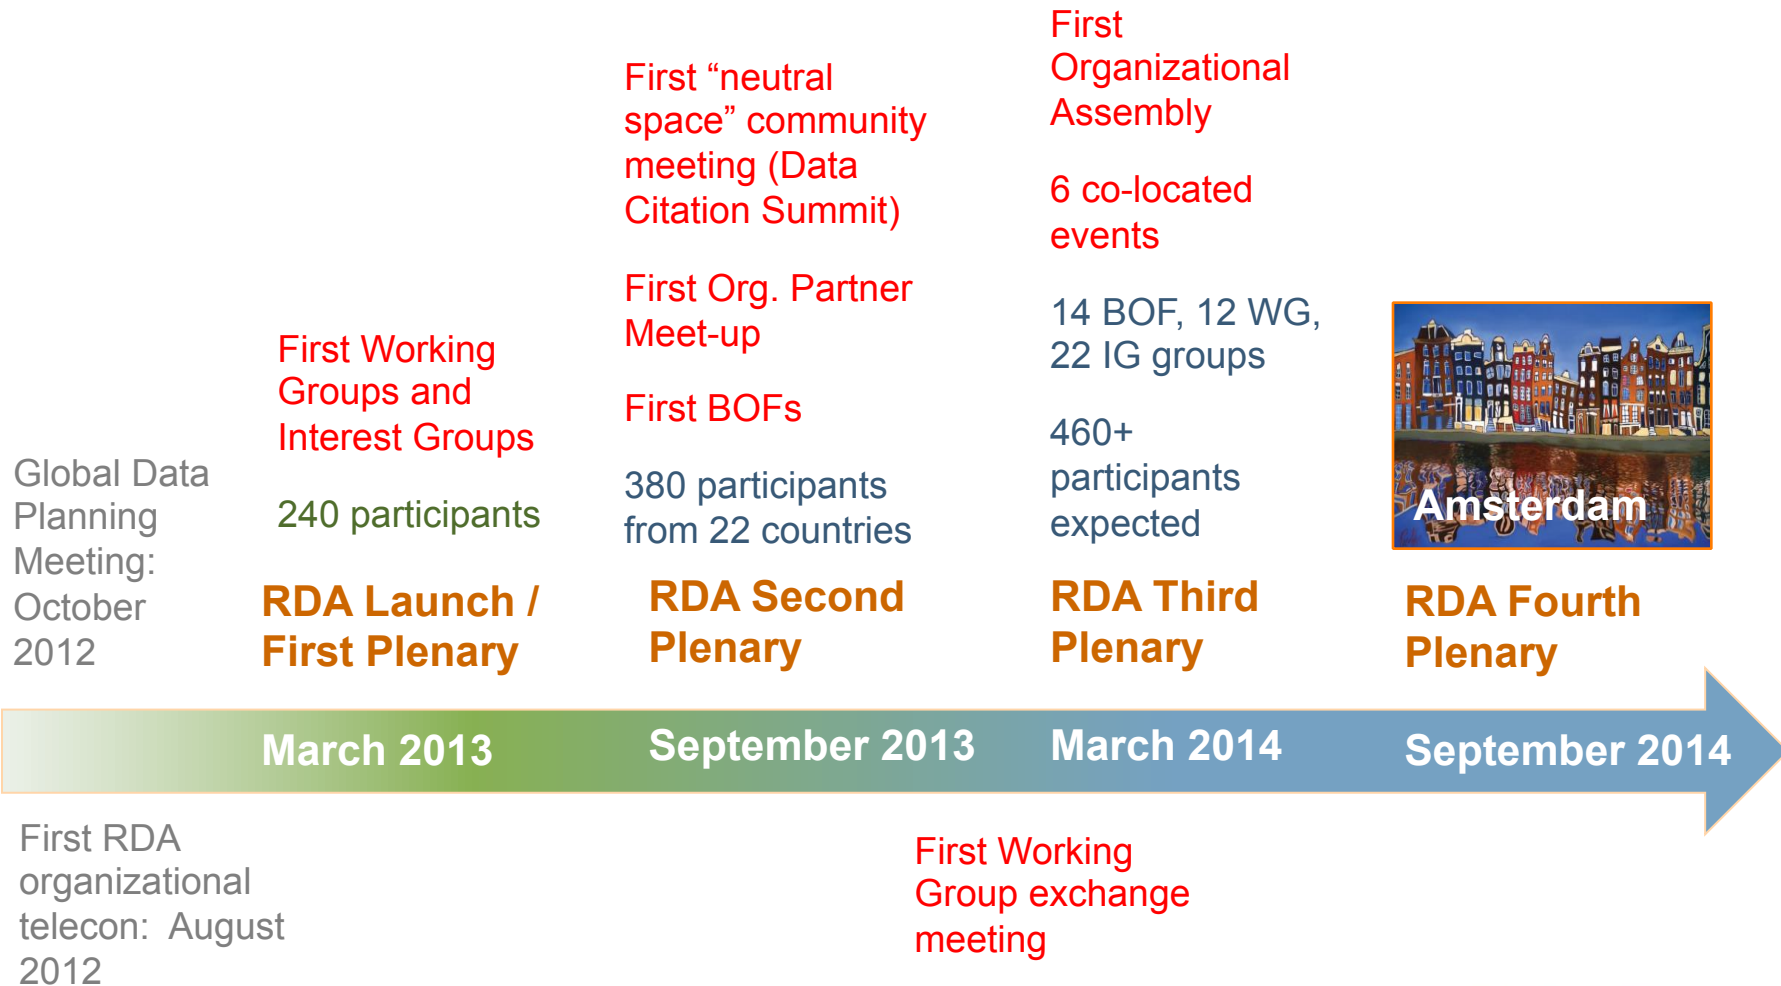 Global Data
Planning
Meeting:
October
2012
First Working
Groups and
Interest Groups
240 participants
RDA Launch /
First Plenary
First “neutral
space” community
meeting (Data
Citation Summit)
First Org. Partner
Meet-up
First BOFs
380 participants
from 22 countries
RDA Second
Plenary
First
Organizational
Assembly
6 co-located
events
14 BOF, 12 WG,
22 IG groups
460+
participants
expected
RDA Third
Plenary
Amsterdam
RDA Fourth
Plenary
March 2013
September 2013
March 2014
September 2014
First RDA
organizational
telecon:  August
2012
First Working
Group exchange
meeting